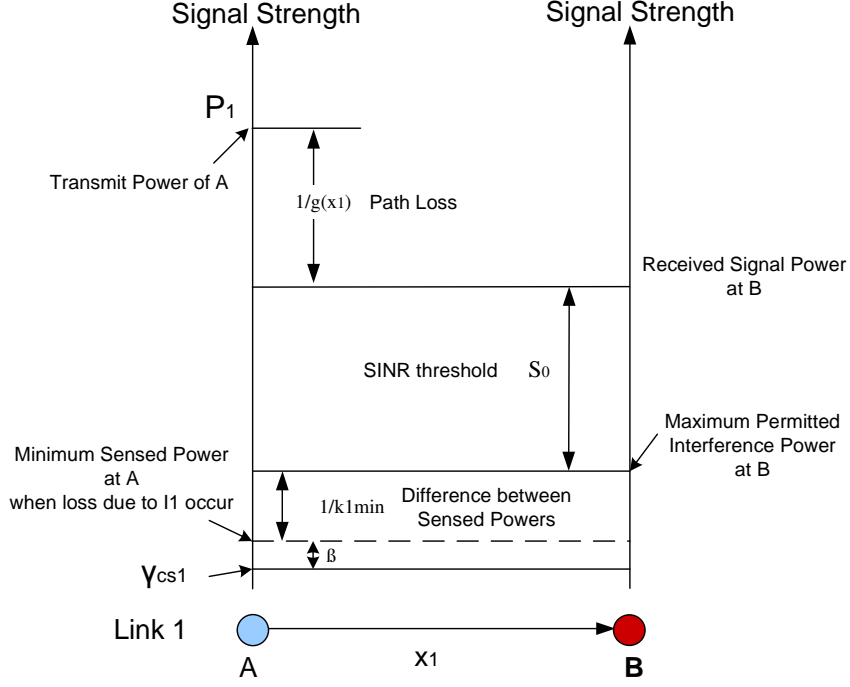 Signal Strength
Signal Strength
P1
Transmit Power of A
1/g(x1) Path Loss
Received Signal Power
at B
SINR threshold S0
Maximum Permitted
Interference Power
at B
Minimum Sensed Power
at A
when loss due to I1 occur
1/k1min
Difference between
Sensed Powers
ß
γcs1
Link 1
A
x1
B